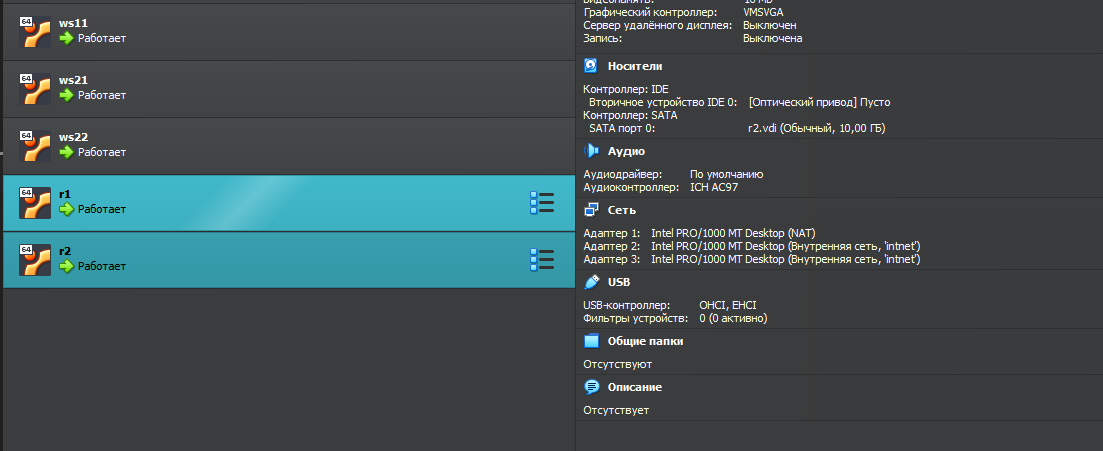 64
ws11
Работает
64
ws21
Работает
64
ws22
Работает
64
r1
Работает
64
r2
Работает
Графический контроллер: VMSVGA
Сервер удалённого дисплея: Выключен
Запись: Выключена
Носители
Контроллер: IDE
Вторичное устройство IDE 0: [Оптический привод] Пусто
Контроллер: SATA
SATA порт 0: r2.vdi (Обычный, 10,00 ГБ)
Аудио
Аудиодрайвер: По умолчанию
Аудиоконтроллер: ICH AC97
Сеть
Адаптер 1: Intel PRO/1000 MT Desktop (NAT)
Адаптер 2: Intel PRO/1000 MT Desktop (Внутренняя сеть, 'intnet')
Адаптер 3: Intel PRO/1000 MT Desktop (Внутренняя сеть, 'intnet')
USB
USB-контроллер: OHCI, EHCI
Фильтры устройств: 0 (0 активно)
Общие папки
Отсутствуют
Описание
Отсутствует